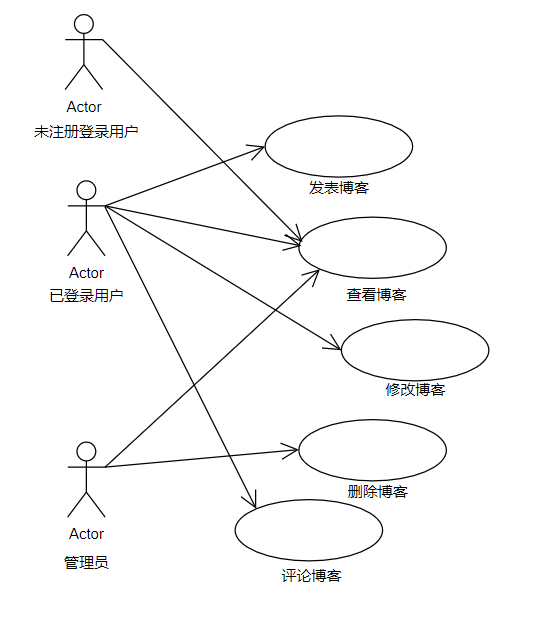 Actor
未注册登录用户
发表博客
Actor
已登录用户
查看博客
修改博客
删除博客
Actor
管理员
评论博客